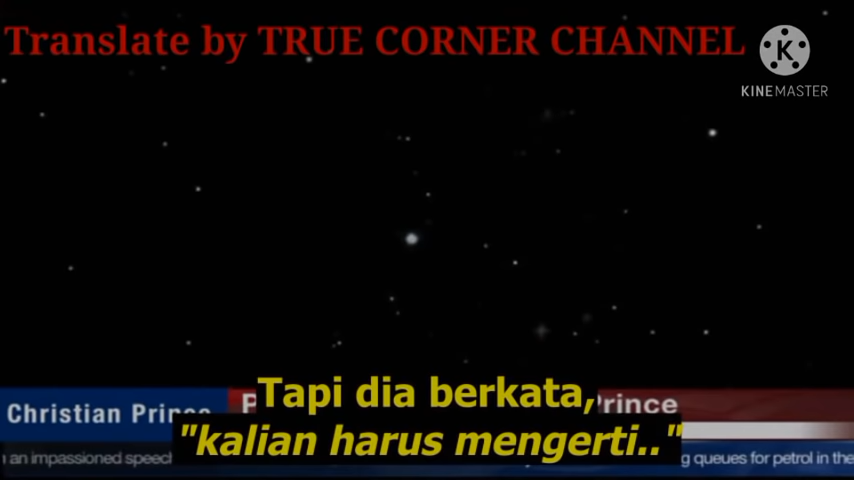 Translate by TRUE CORNER CHANNEL
K
KINEMASTER
Tapi dia berkata,
Christian Prince
Prince
"kalian harus mengerti.."
an impassioned speech
queues for petrol in the